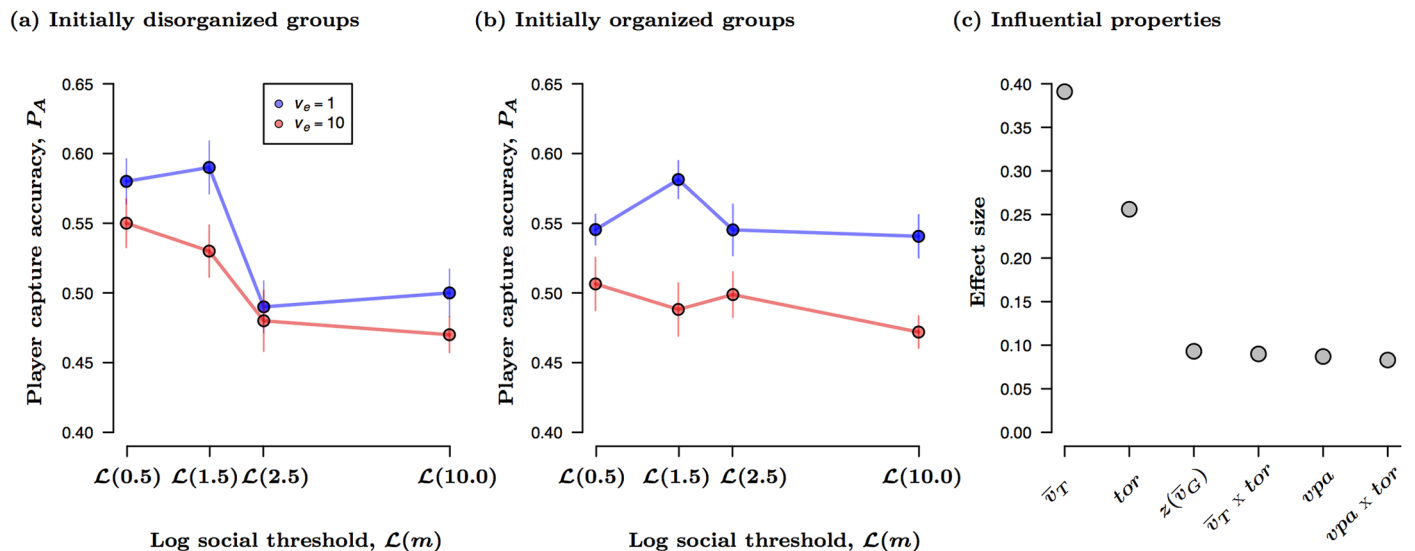 (a) Initially disorganized groups
Player capture accuracy, P_A
0.65
0.60
0.55
0.50
0.45
0.40
v_e = 1
v_e = 10
ℒ(0.5) ℒ(1.5) ℒ(2.5) ℒ(10.0)
Log social threshold, ℒ(m)
(b) Initially organized groups
Player capture accuracy, P_A
0.65
0.60
0.55
0.50
0.45
0.40
ℒ(0.5) ℒ(1.5) ℒ(2.5) ℒ(10.0)
Log social threshold, ℒ(m)
(c) Influential properties
Effect size
0.40
0.35
0.30
0.25
0.20
0.15
0.10
0.05
0.00
v̅_T
tor
z(v̅_G)
v̅_T x tor
vpa
vpa x tor